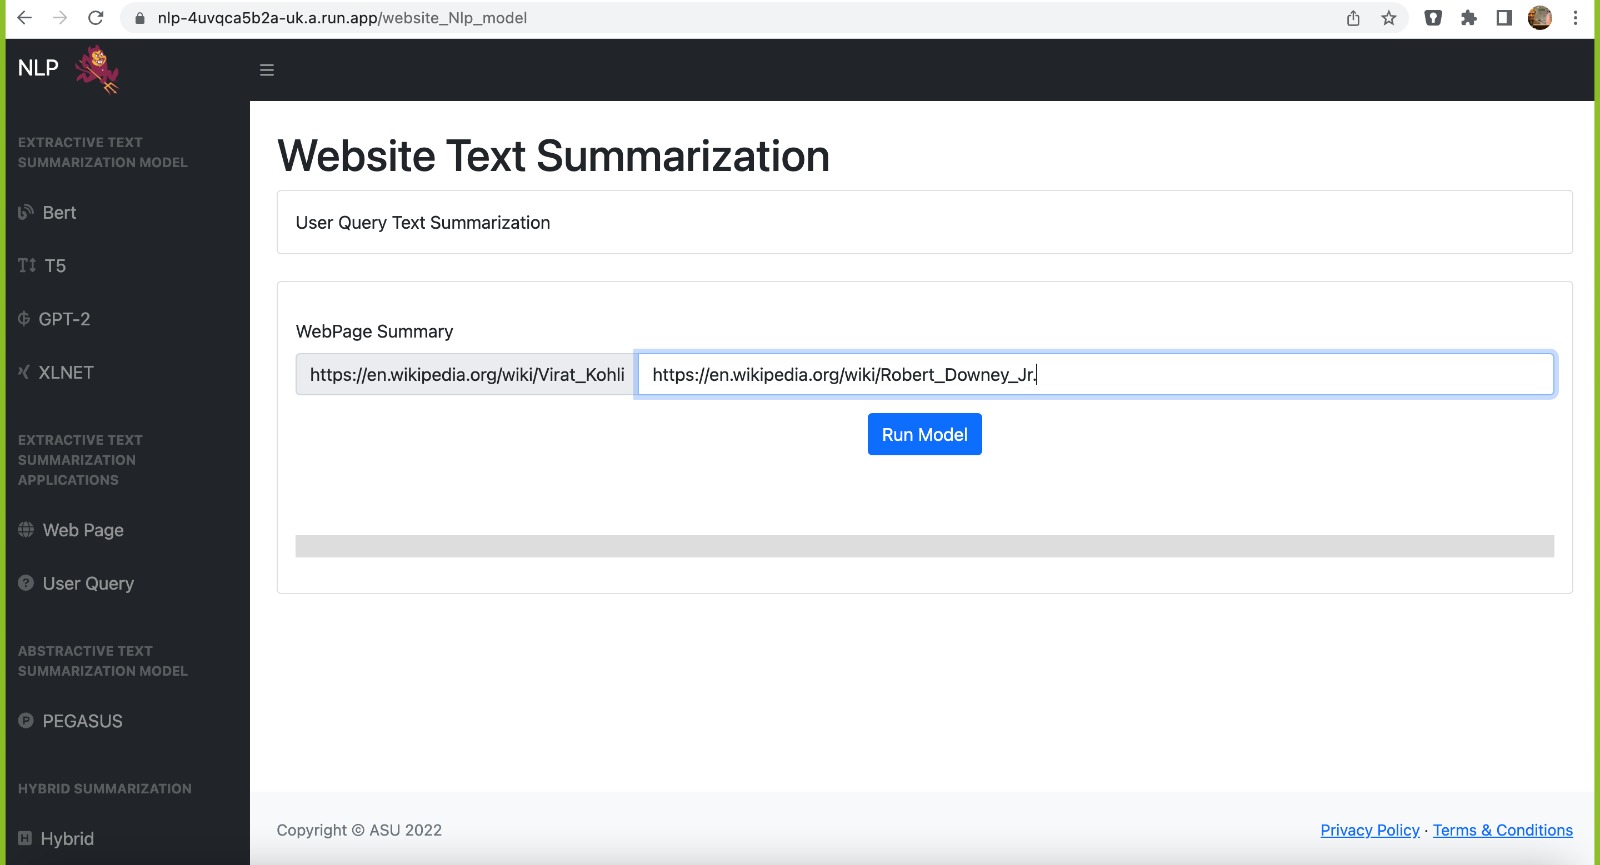 nlp-4uvqca5b2a-uk.a.run.app/website_Nlp_model
NLP
EXTRACTIVE TEXT
SUMMARIZATION MODEL
Bert
T5
GPT-2
XLNET
EXTRACTIVE TEXT
SUMMARIZATION
APPLICATIONS
Web Page
User Query
ABSTRACTIVE TEXT
SUMMARIZATION MODEL
PEGASUS
HYBRID SUMMARIZATION
Hybrid
Website Text Summarization
User Query Text Summarization
WebPage Summary
https://en.wikipedia.org/wiki/Virat_Kohli https://en.wikipedia.org/wiki/Robert_Downey_Jr.
Run Model
Copyright © ASU 2022 Privacy Policy · Terms & Conditions